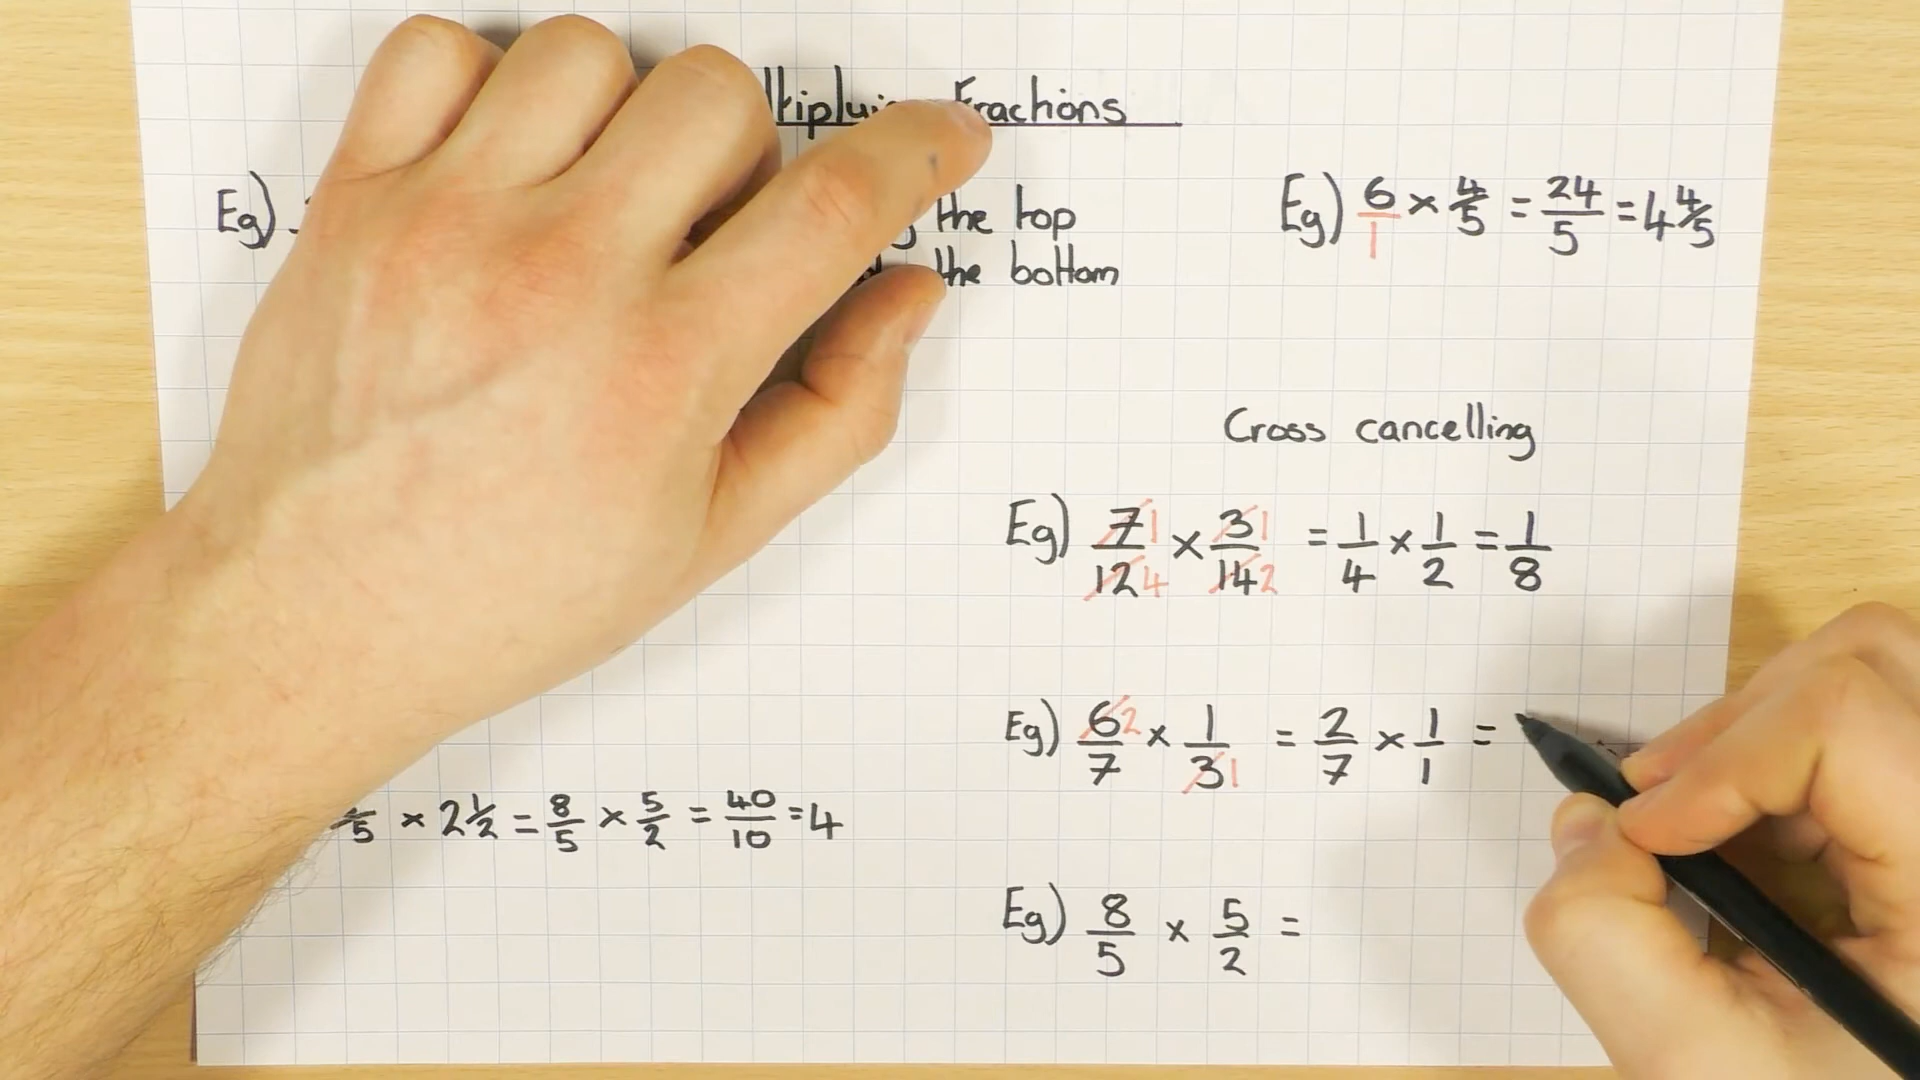 Fractions
Eg)
the top
the bottom
Eg) 6/1 × 4/5 = 24/5 = 4 4/5
Cross cancelling
Eg) 7 1/12 4 × 3 1/14 2 = 1/4 × 1/2 = 1/8
Eg) 6 2/7 × 1/3 1 = 2/7 × 1/1 =
/5 × 2 1/2 = 8/5 × 5/2 = 40/10 = 4
Eg) 8/5 × 5/2 =